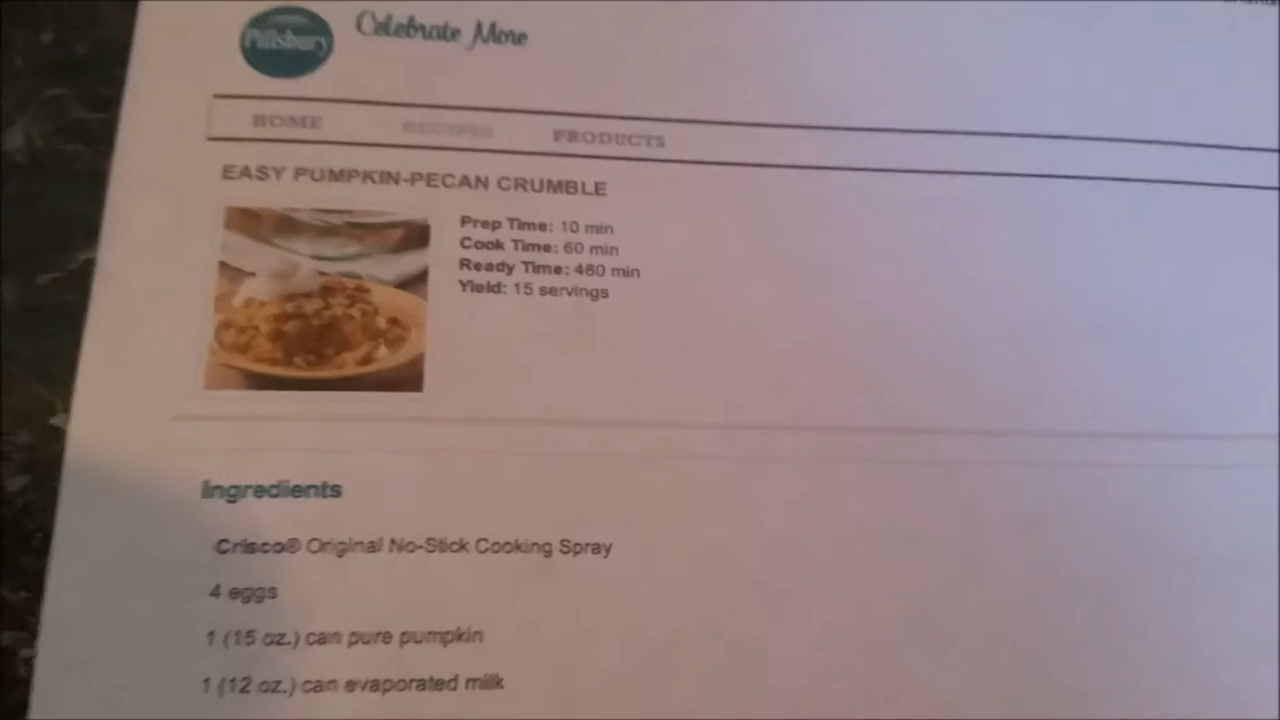 Pillsbury
Celebrate More
HOME RECIPES PRODUCTS
EASY PUMPKIN-PECAN CRUMBLE
Prep Time: 10 min
Cook Time: 60 min
Ready Time: 480 min
Yield: 15 servings
Ingredients
Crisco® Original No-Stick Cooking Spray
4 eggs
1 (15 oz.) can pure pumpkin
1 (12 oz.) can evaporated milk